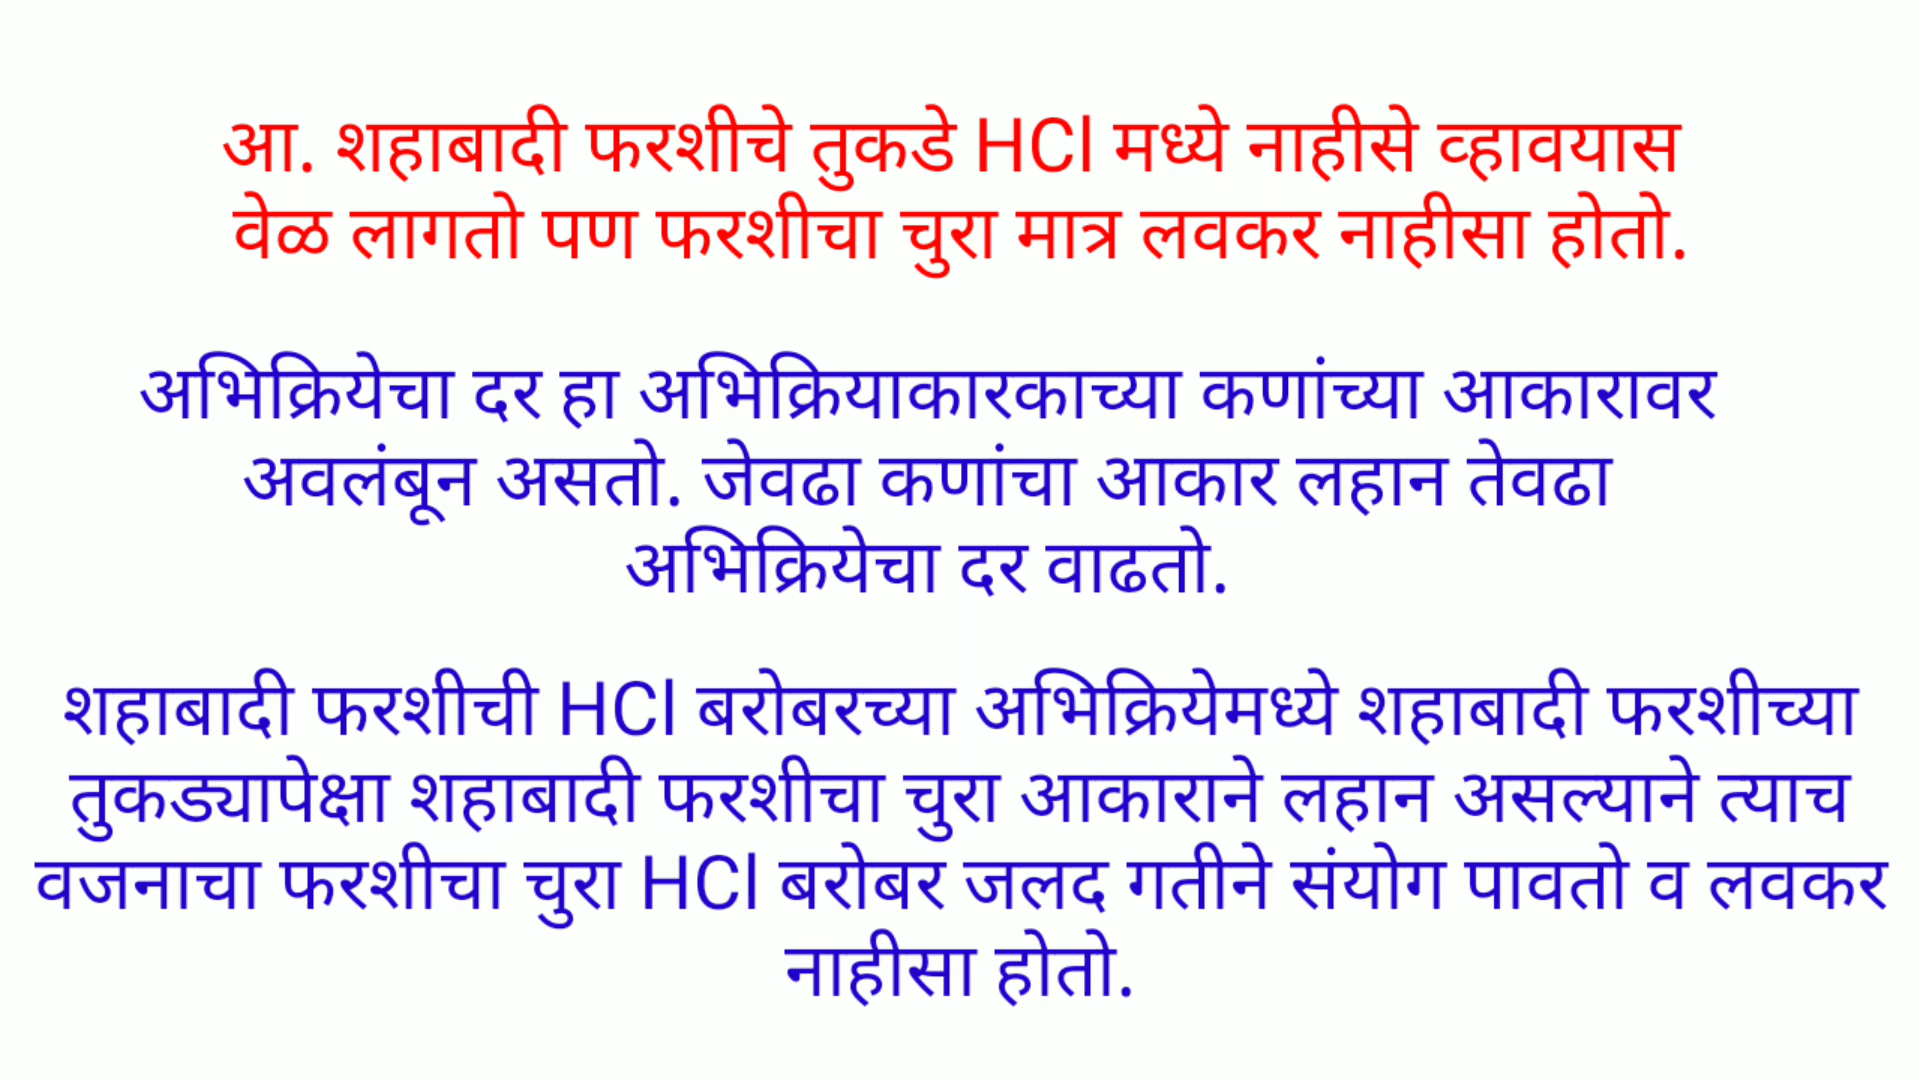 आ. शहाबादी फरशीचे तुकडे HCl मध्ये नाहीसे व्हावयास
वेळ लागतो पण फरशीचा चुरा मात्र लवकर नाहीसा होतो.
अभिक्रियेचा दर हा अभिक्रियाकारकाच्या कणांच्या आकारावर
अवलंबून असतो. जेवढा कणांचा आकार लहान तेवढा
अभिक्रियेचा दर वाढतो.
शहाबादी फरशीची HCl बरोबरच्या अभिक्रियेमध्ये शहाबादी फरशीच्या
तुकड्यापेक्षा शहाबादी फरशीचा चुरा आकाराने लहान असल्याने त्याच
वजनाचा फरशीचा चुरा HCl बरोबर जलद गतीने संयोग पावतो व लवकर
नाहीसा होतो.